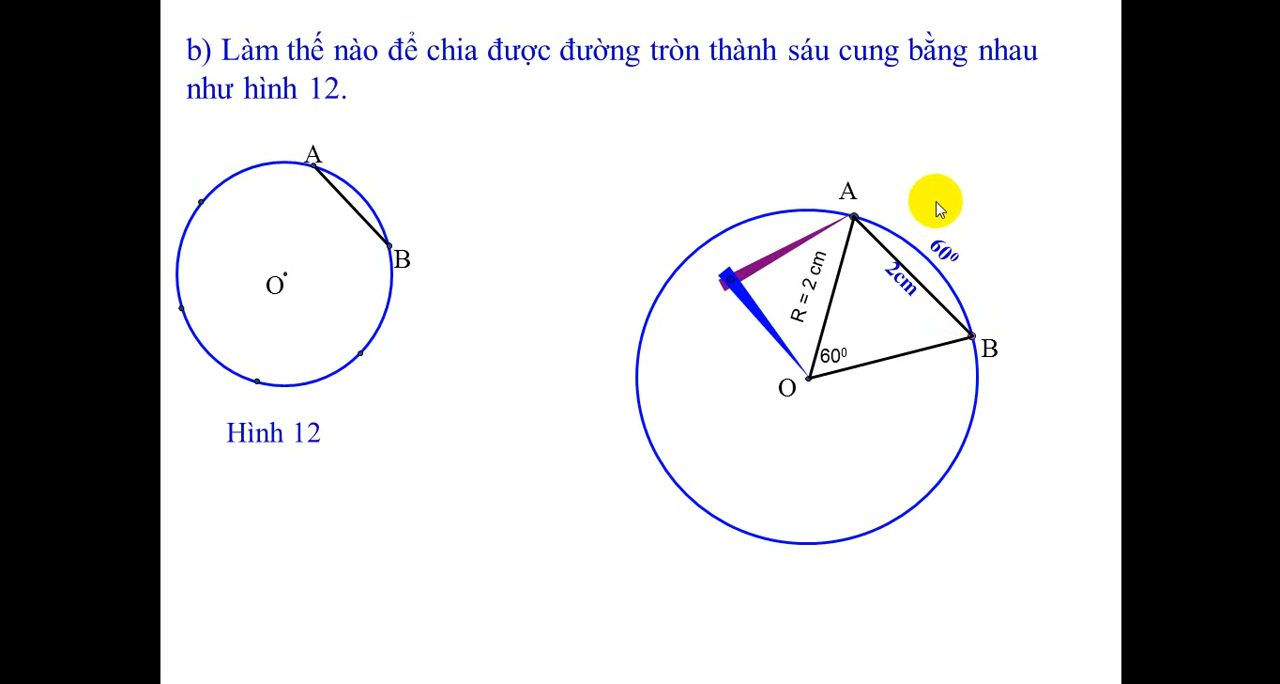 b) Làm thế nào để chia được đường tròn thành sáu cung bằng nhau
như hình 12.
A
B
O
Hình 12
A
60⁰
2cm
R = 2 cm
60⁰
B
O